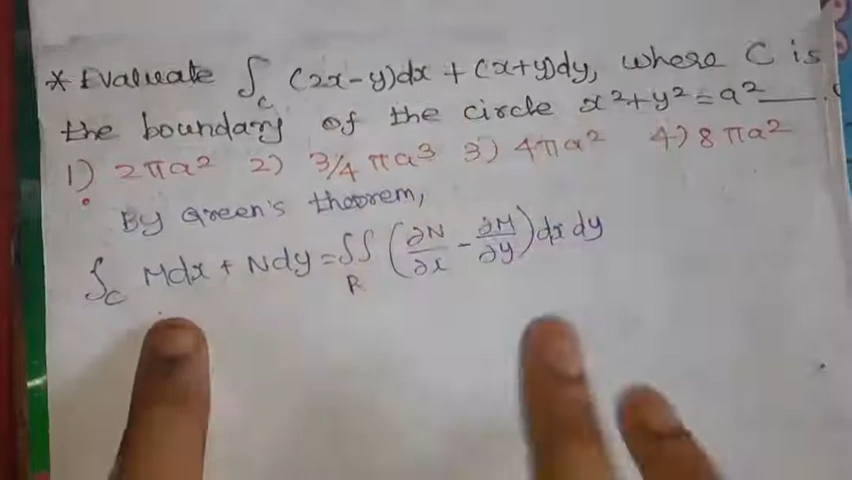 * Evaluate ∫c (2x-y)dx + (x+y)dy, where C is
the boundary of the circle x²+y²=a² __.
1) 2πa² 2) 3/4 πa³ 3) 4πa² 4) 8πa²
By Green's theorem,
∫c Mdx + Ndy = ∫∫R (∂N/∂x - ∂M/∂y) dx dy